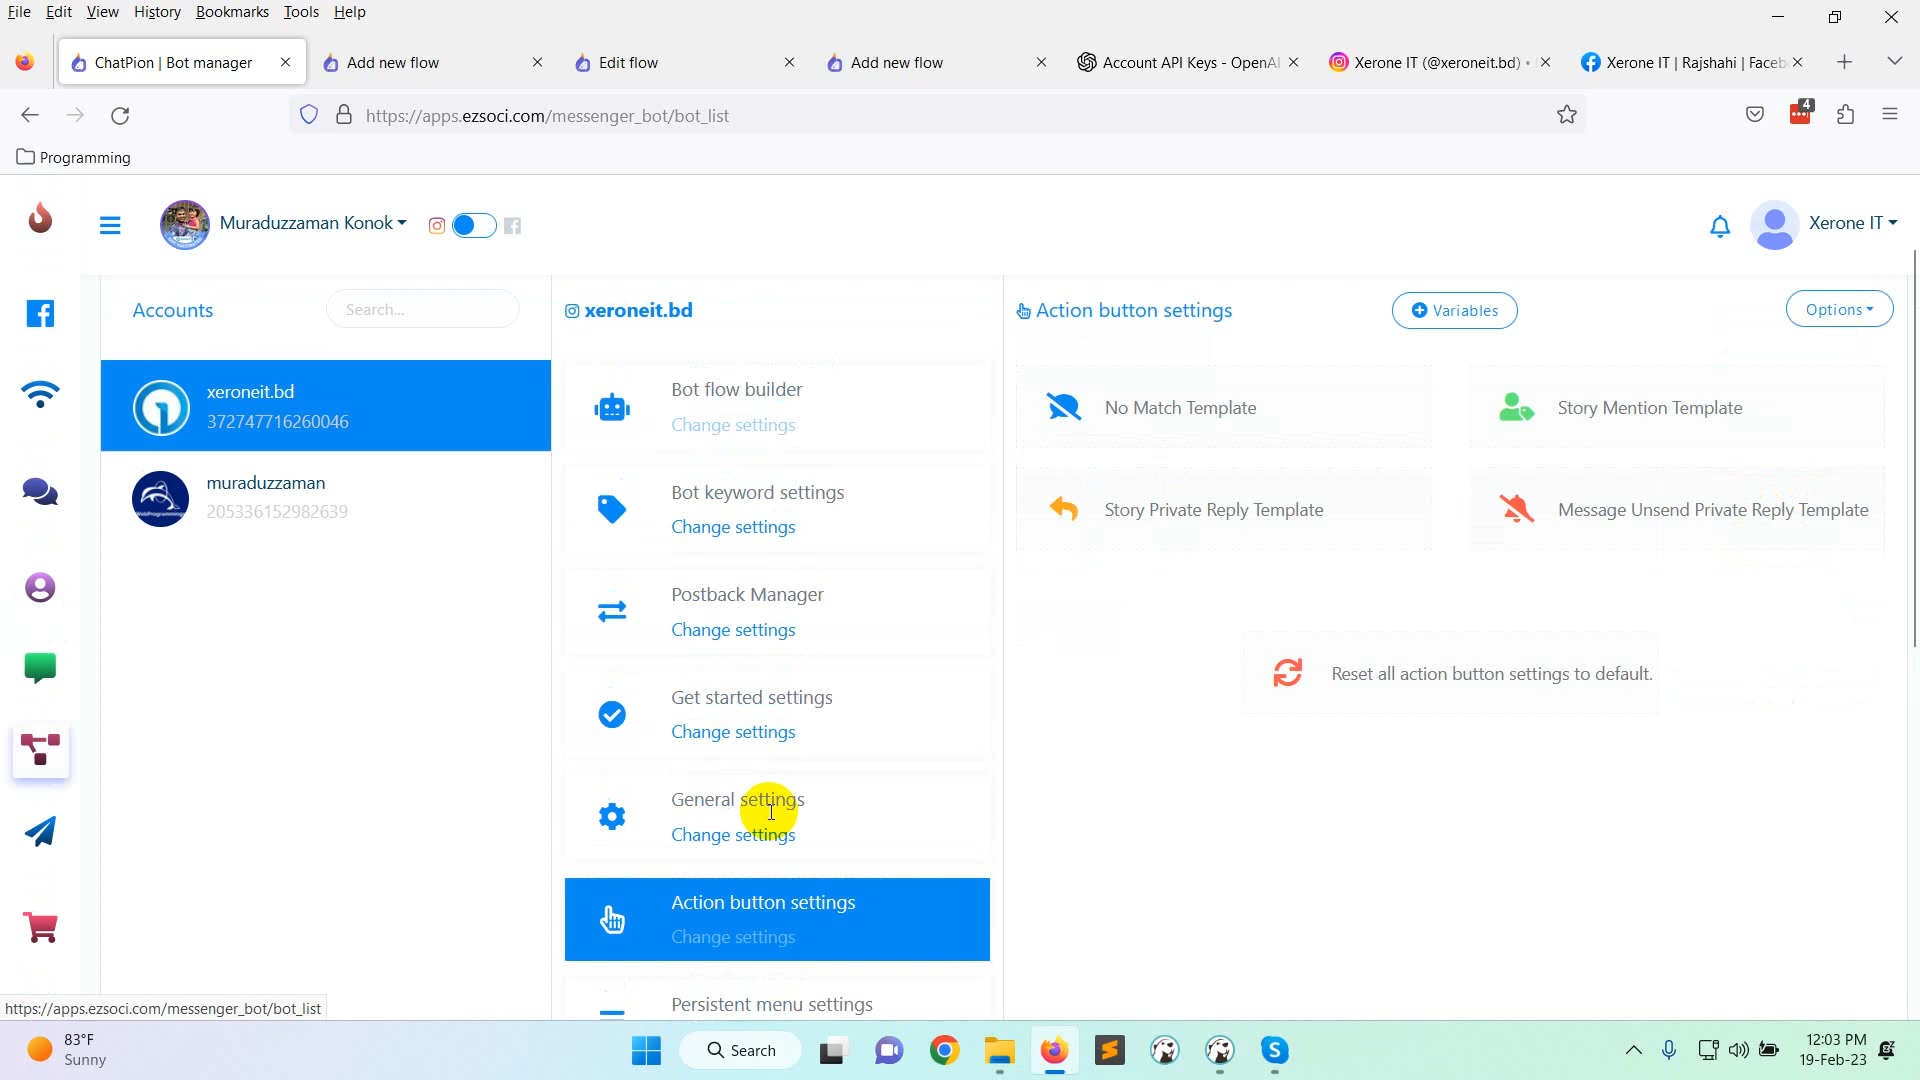 File Edit View History Bookmarks Tools Help
ChatPion | Bot manager
Add new flow
Edit flow
Add new flow
Account API Keys - OpenAI
Xerone IT (@xeroneit.bd) •
Xerone IT | Rajshahi | Faceb
https://apps.ezsoci.com/messenger_bot/bot_list
4
Programming
Muraduzzaman Konok
Xerone IT
Accounts
Search...
xeroneit.bd
Action button settings
Variables
Options
xeroneit.bd
372747716260046
muraduzzaman
205336152982639
Bot flow builder
Change settings
Bot keyword settings
Change settings
Postback Manager
Change settings
Get started settings
Change settings
General settings
Change settings
Action button settings
Change settings
Persistent menu settings
No Match Template
Story Mention Template
Story Private Reply Template
Message Unsend Private Reply Template
Reset all action button settings to default.
https://apps.ezsoci.com/messenger_bot/bot_list
83°F
Sunny
Search
12:03 PM
19-Feb-23